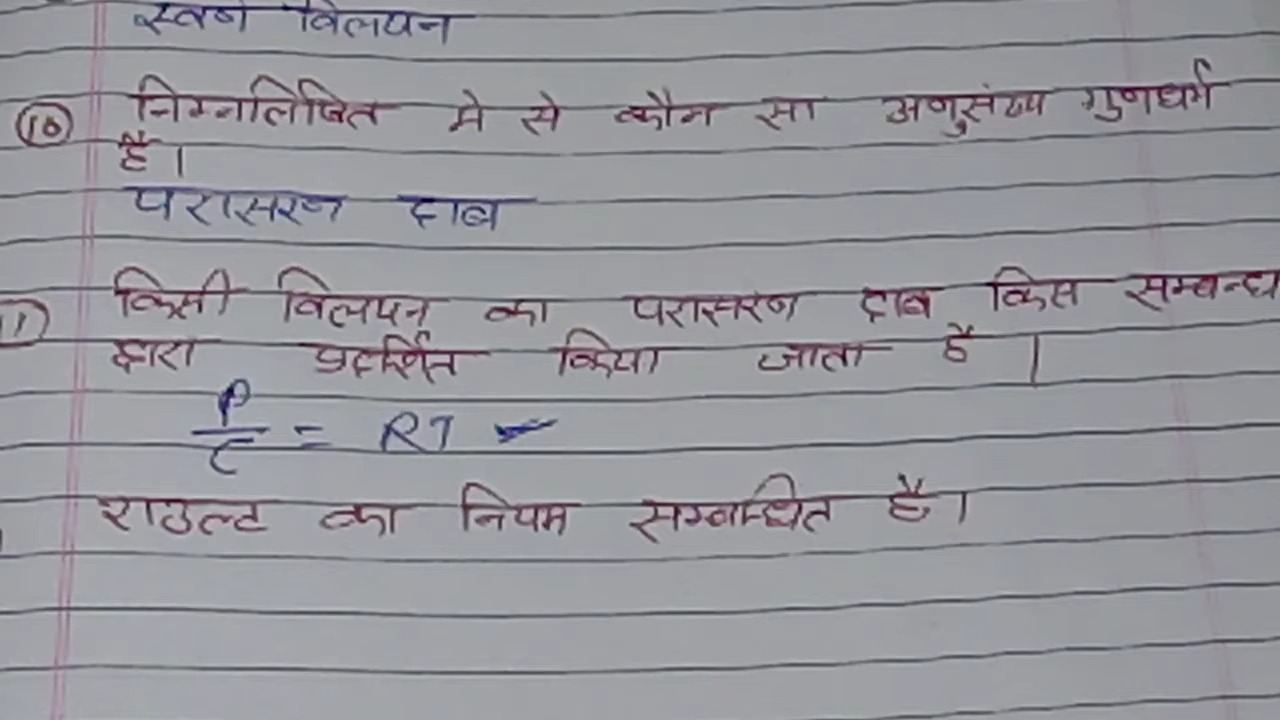 स्वर्ण विलयन
(10) निम्नलिखित मे से कौन सा अणुसंख्य गुणधर्म
है।
परासरण दाब
11) किसी विलयन का परासरण दाब किस सम्बन्ध
द्वारा प्रदर्शित किया जाता है।
P/C = RT
राउल्ट का नियम सम्बन्धित है।